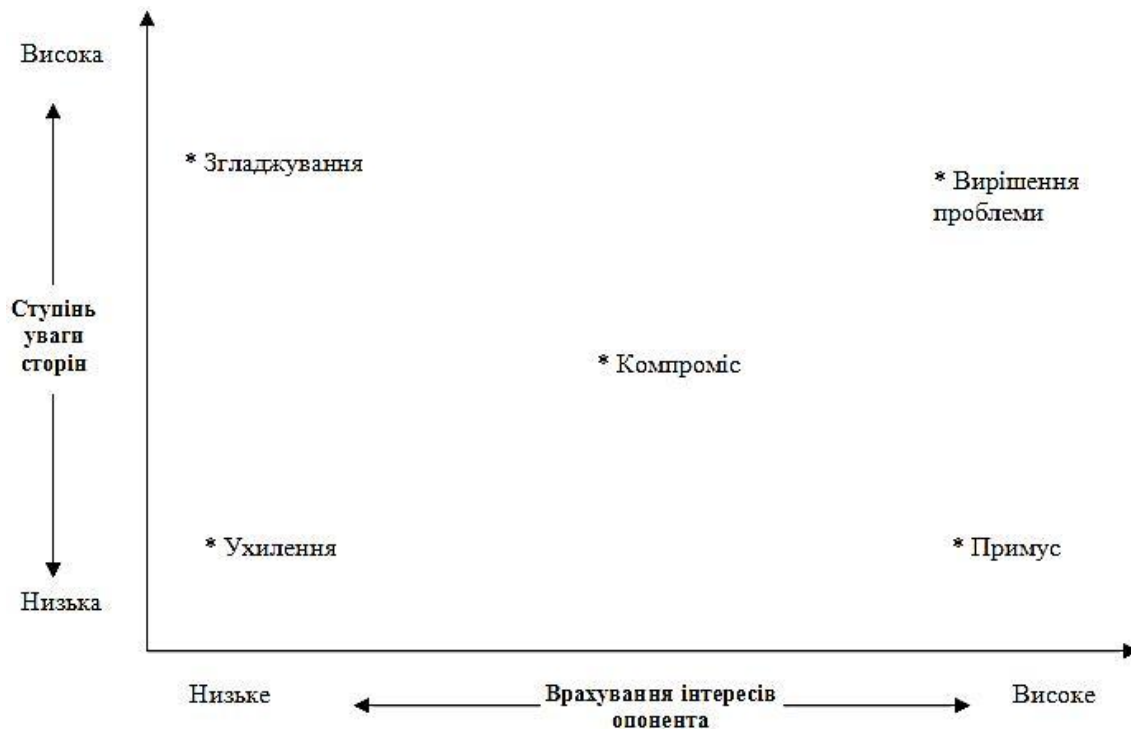 Висока
* Згладжування
* Вирішення
проблеми
Ступінь
уваги
сторін
* Компроміс
* Ухилення
* Примус
Низька
Низьке
Врахування інтересів
опонента
Високе